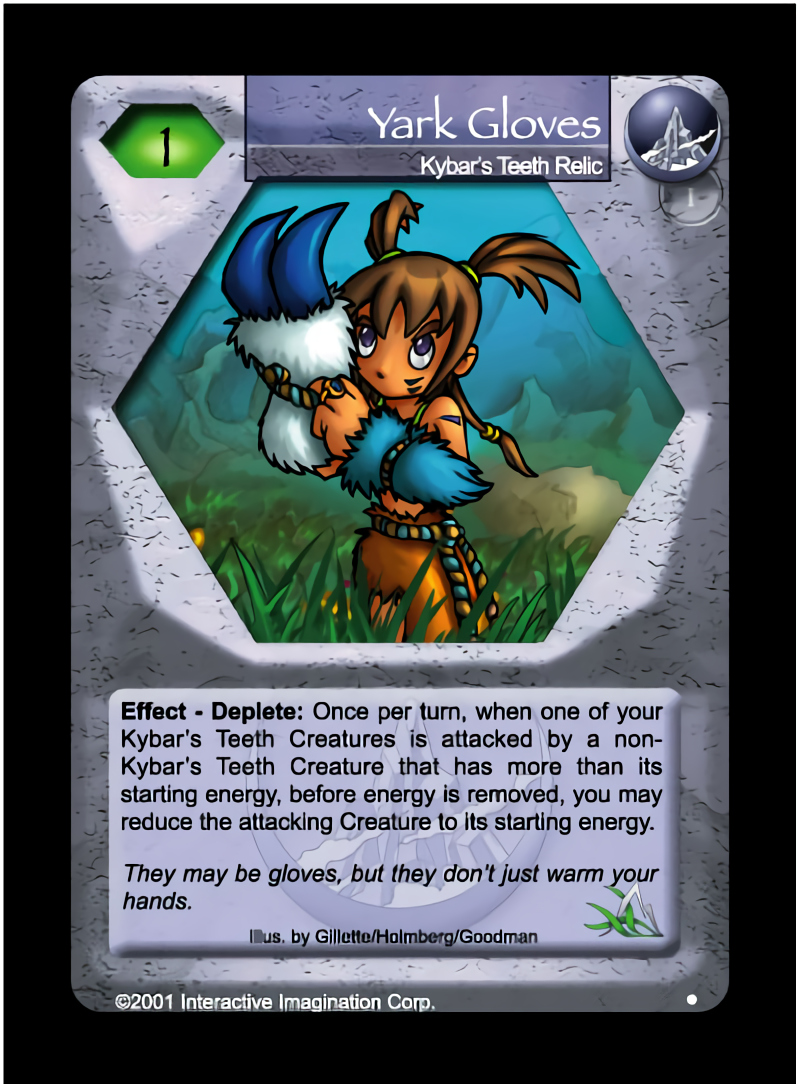 1
Yark Gloves
Kybar's Teeth Relic
I
Effect - Deplete: Once per turn, when one of your
Kybar's Teeth Creatures is attacked by a non-
Kybar's Teeth Creature that has more than its
starting energy, before energy is removed, you may
reduce the attacking Creature to its starting energy.
They may be gloves, but they don't just warm your
hands.
Illus. by Gillette/Holmberg/Goodman
©2001 Interactive Imagination Corp.